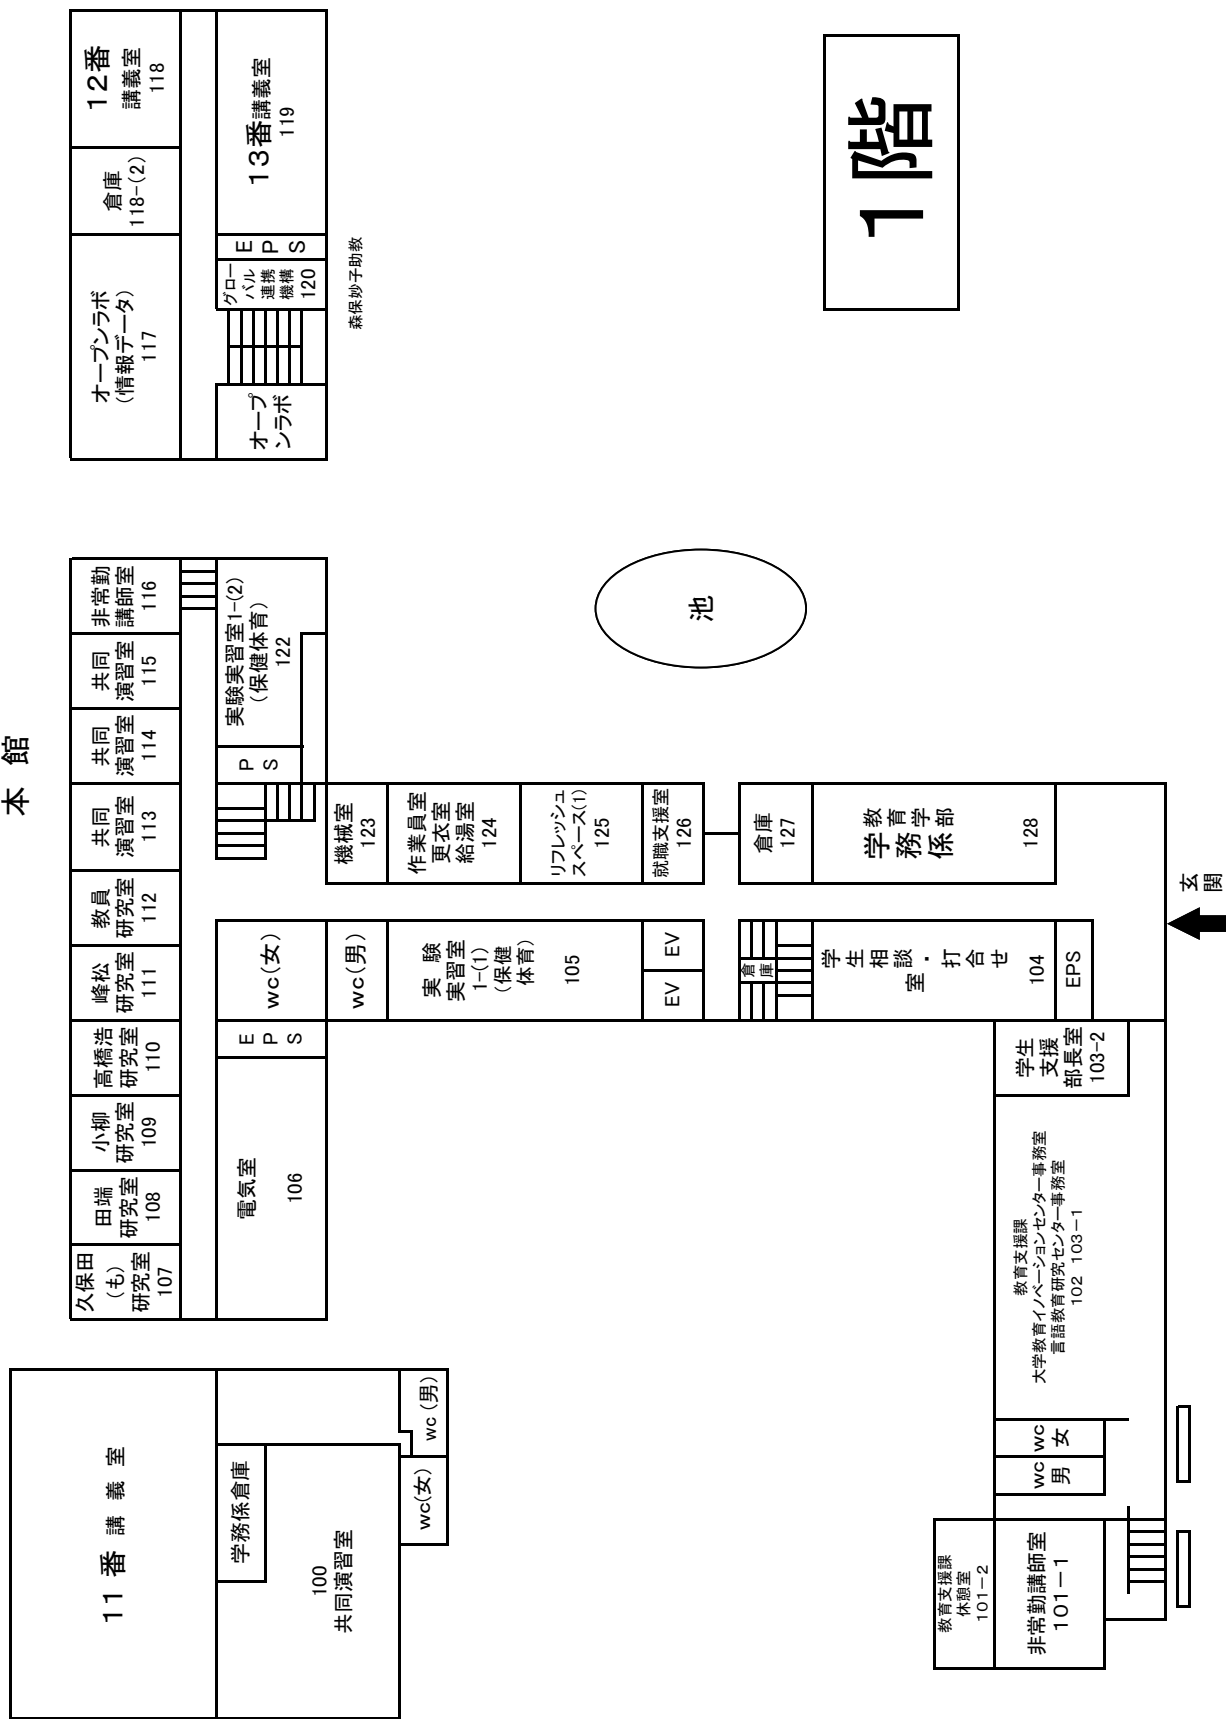 本 館
1階
12番
講義室
118
倉庫
118-(2)
オープンラボ
(情報データ)
117
13番講義室
119
E
P
S
グロー
バル
連携
機構
120
森保妙子助教
オープ
ンラボ
非常勤
講師室
116
共同
演習室
115
共同
演習室
114
共同
演習室
113
教員
研究室
112
峰松
研究室
111
高橋浩
研究室
110
小柳
研究室
109
田端
研究室
108
久保田
(も)
研究室
107
実験実習室1-(2)
(保健体育)
122
P
S
機械室
123
作業員室
更衣室
給湯室
124
リフレッシュ
スペース(1)
125
就職支援室
126
倉庫
127
教育学部
学務係
128
池
玄
関
wc(女)
wc(男)
実 験
実習室
1-(1)
(保健
体育)
105
EV
EV
倉
庫
学生相談・打合せ
室
104
EPS
E
P
S
電気室
106
学生
支援
部長室
103-2
教育支援課
大学教育イノベーションセンター事務室
言語教育研究センター事務室
102 103-1
wc
女
wc
男
教育支援課
休憩室
101-2
非常勤講師室
101-1
11 番 講 義 室
学務係倉庫
100
共同演習室
wc(男)
wc(女)